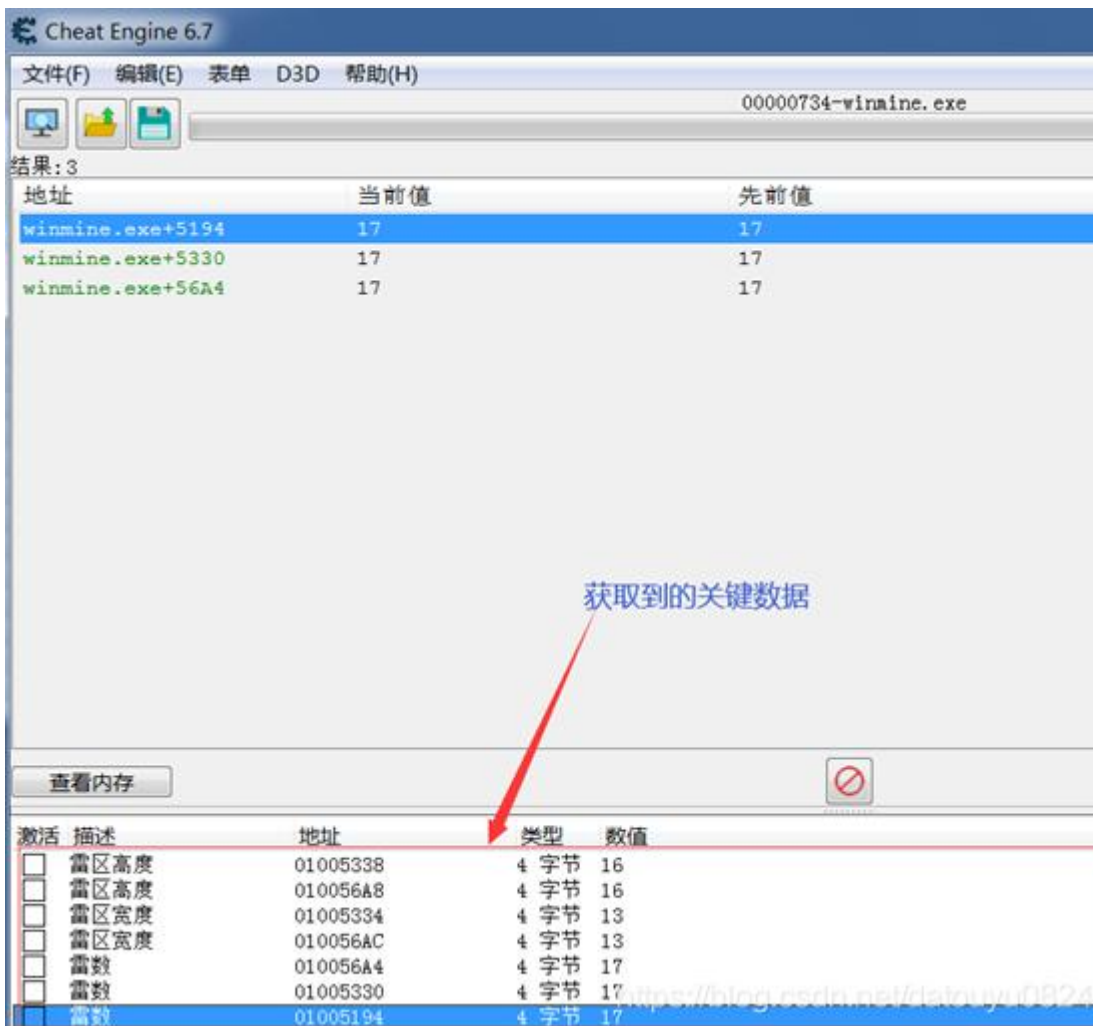 Cheat Engine 6.7
文件(F) 编辑(E) 表单 D3D 帮助(H)
00000734-winmine.exe
结果:3
地址 当前值 先前值
winmine.exe+5194 17 17
winmine.exe+5330 17 17
winmine.exe+56A4 17 17
获取到的关键数据
查看内存
激活 描述 地址 类型 数值
雷区高度 01005338 4 字节 16
雷区高度 010056A8 4 字节 16
雷区宽度 01005334 4 字节 13
雷区宽度 010056AC 4 字节 13
雷数 010056A4 4 字节 17
雷数 01005330 4 字节 17
https://blog.csdn.net/datouyu0824
雷数 01005194 4 字节 17